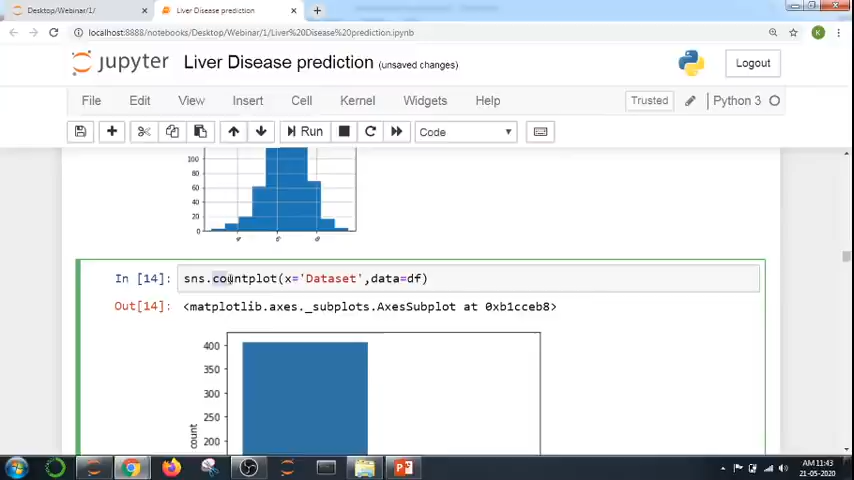 Desktop/Webinar/1/
Liver Disease prediction
localhost:8888/notebooks/Desktop/Webinar/1/Liver%20Disease%20prediction.ipynb
K
jupyter Liver Disease prediction (unsaved changes)
Logout
File Edit View Insert Cell Kernel Widgets Help
Trusted
Python 3
Run
Code
100
80
60
40
20
0
In [14]: sns.countplot(x='Dataset',data=df)
Out[14]: <matplotlib.axes._subplots.AxesSubplot at 0xb1cceb8>
400
350
300
250
200
count
AM 11:43
21-05-2020